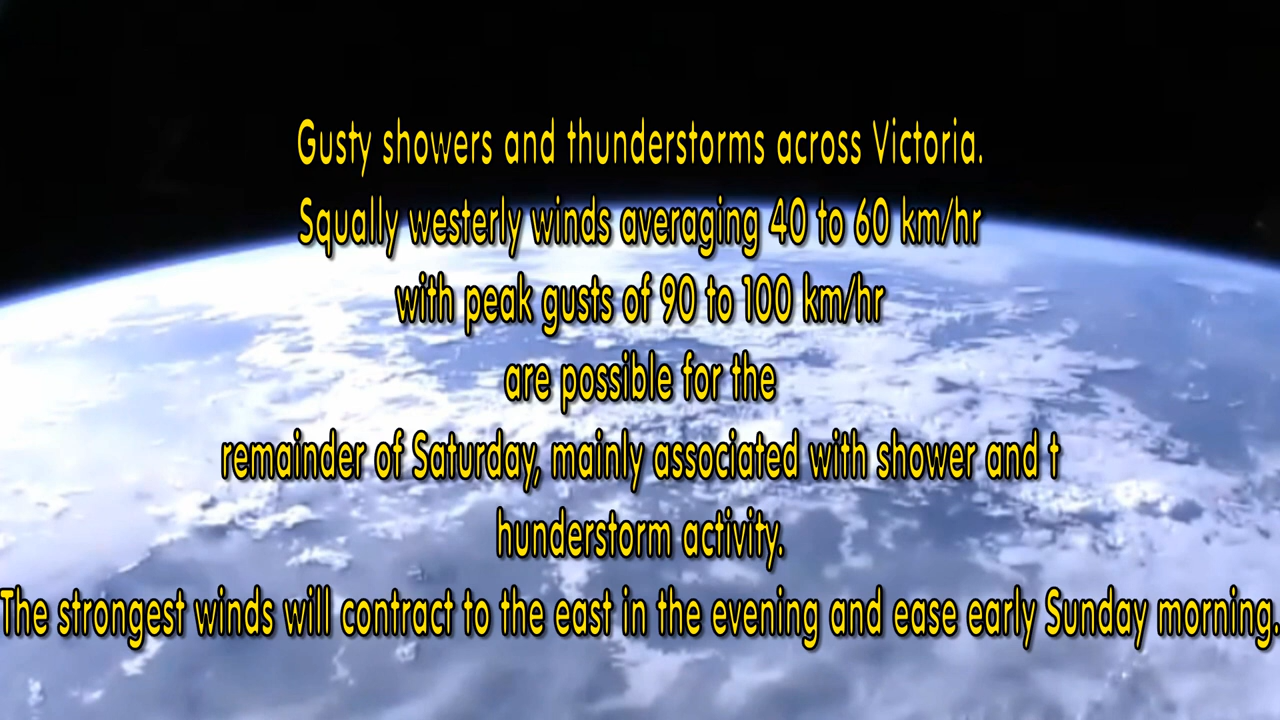 Gusty showers and thunderstorms across Victoria.
Squally westerly winds averaging 40 to 60 km/hr
with peak gusts of 90 to 100 km/hr
are possible for the
remainder of Saturday, mainly associated with shower and t
hunderstorm activity.
The strongest winds will contract to the east in the evening and ease early Sunday morning.